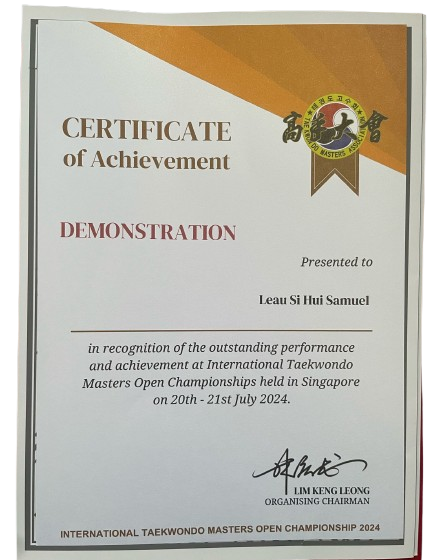 CERTIFICATE
of Achievement
高手大會
DEMONSTRATION
Presented to
Leau Si Hui Samuel
in recognition of the outstanding performance
and achievement at International Taekwondo
Masters Open Championships held in Singapore
on 20th - 21st July 2024.
LIM KENG LEONG
ORGANISING CHAIRMAN
INTERNATIONAL TAEKWONDO MASTERS OPEN CHAMPIONSHIP 2024